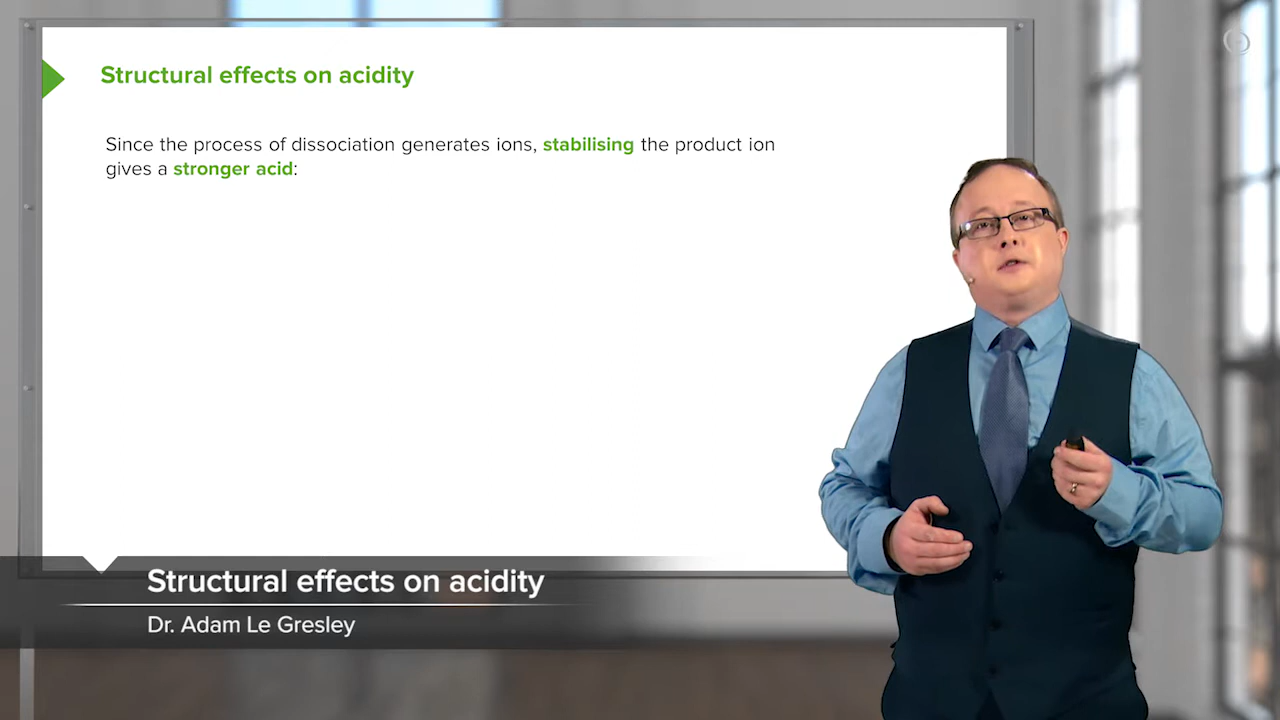 Structural effects on acidity
Since the process of dissociation generates ions, stabilising the product ion
gives a stronger acid:
Structural effects on acidity
Dr. Adam Le Gresley